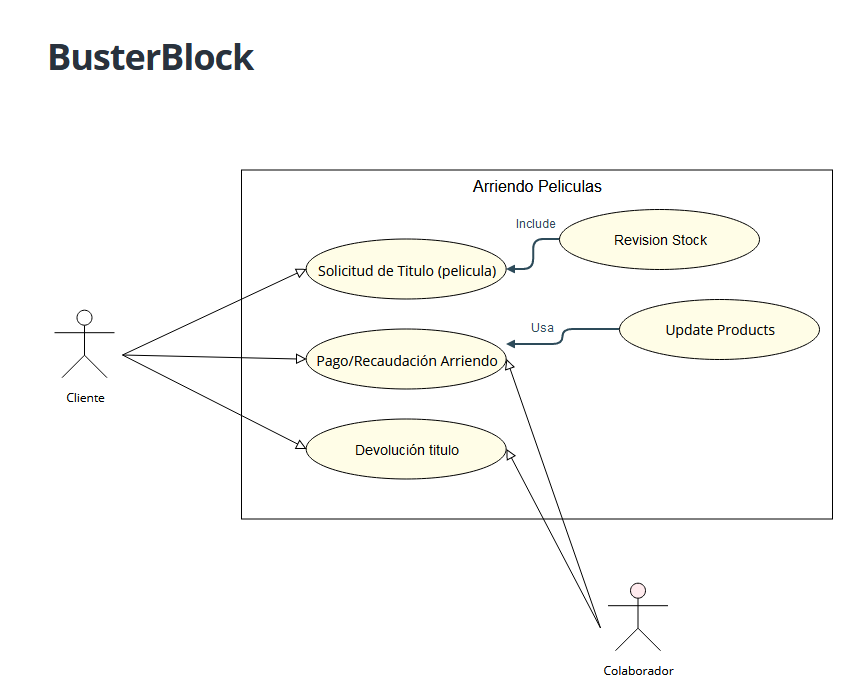 BusterBlock
Arriendo Peliculas
Include
Revision Stock
Solicitud de Titulo (pelicula)
Usa
Update Products
Pago/Recaudación Arriendo
Cliente
Devolución titulo
Colaborador